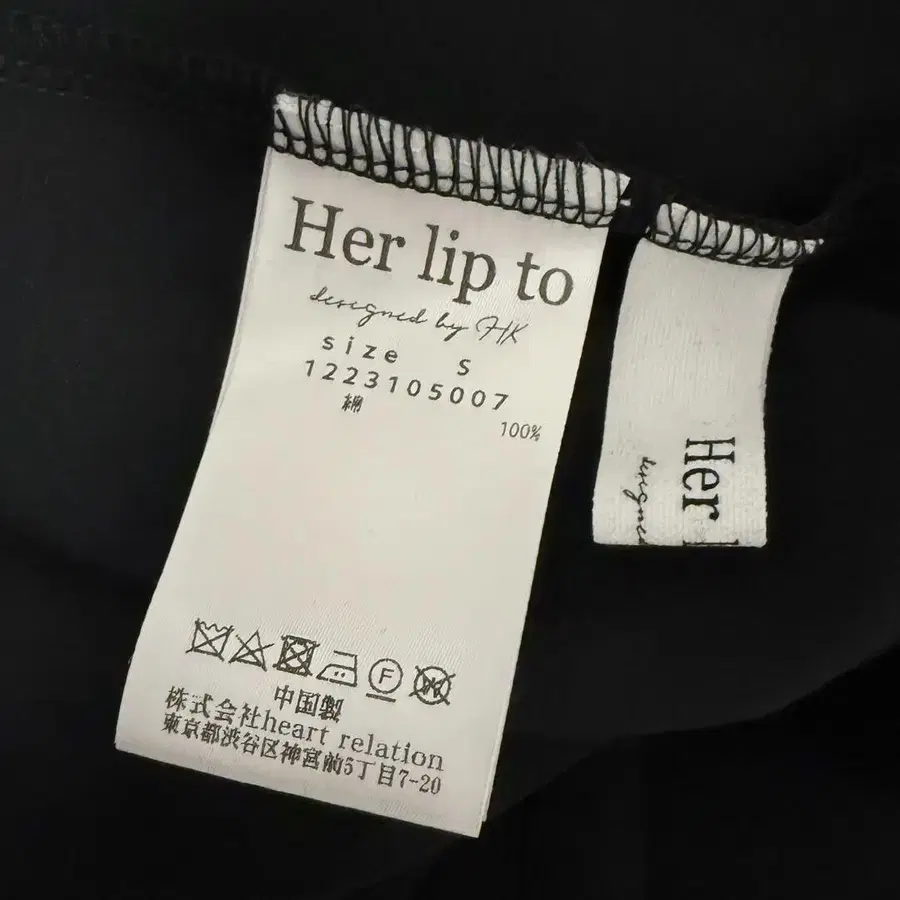 Her lip to
designed by HK
size S
1223105007
綿
100%
F
W
中国製
株式会社heart relation
東京都渋谷区神宮前5丁目7-20
Her
designed